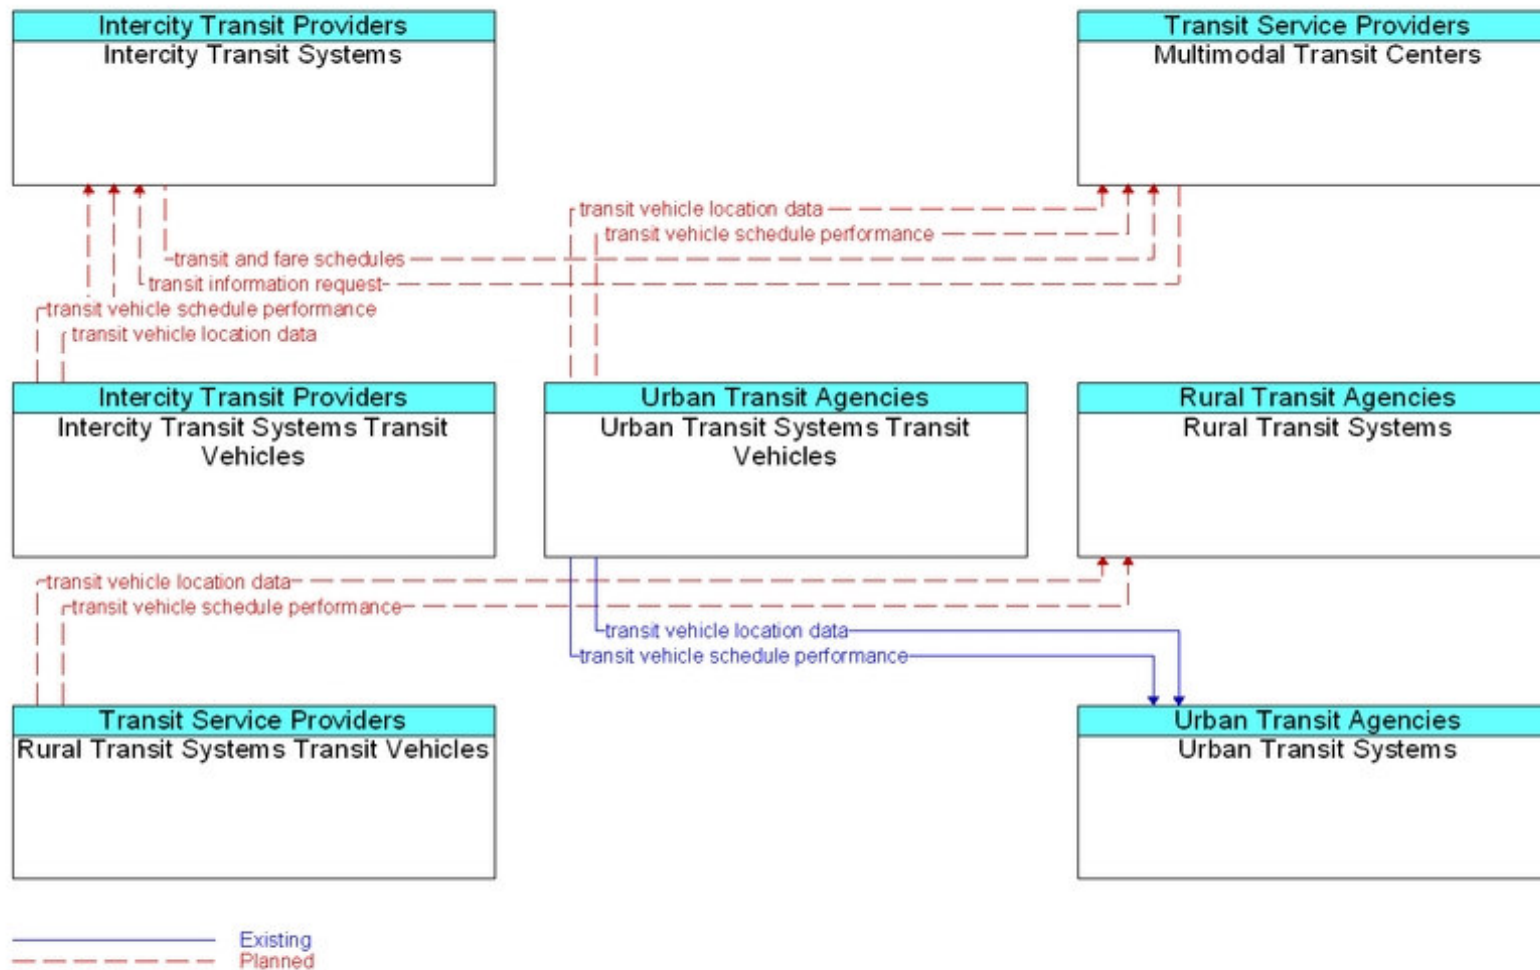 Intercity Transit Providers
Intercity Transit Systems
Transit Service Providers
Multimodal Transit Centers
transit vehicle location data
transit vehicle schedule performance
transit and fare schedules
transit information request
transit vehicle schedule performance
transit vehicle location data
Intercity Transit Providers
Intercity Transit Systems Transit
Vehicles
Urban Transit Agencies
Urban Transit Systems Transit
Vehicles
Rural Transit Agencies
Rural Transit Systems
transit vehicle location data
transit vehicle schedule performance
transit vehicle location data
transit vehicle schedule performance
Transit Service Providers
Rural Transit Systems Transit Vehicles
Urban Transit Agencies
Urban Transit Systems
Existing
Planned